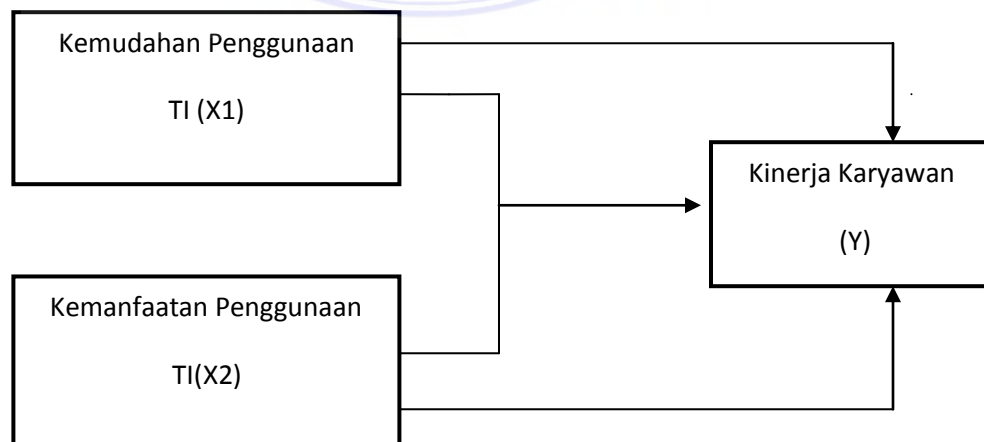 Kemudahan Penggunaan
TI (X1)
Kinerja Karyawan
(Y)
Kemanfaatan Penggunaan
TI(X2)